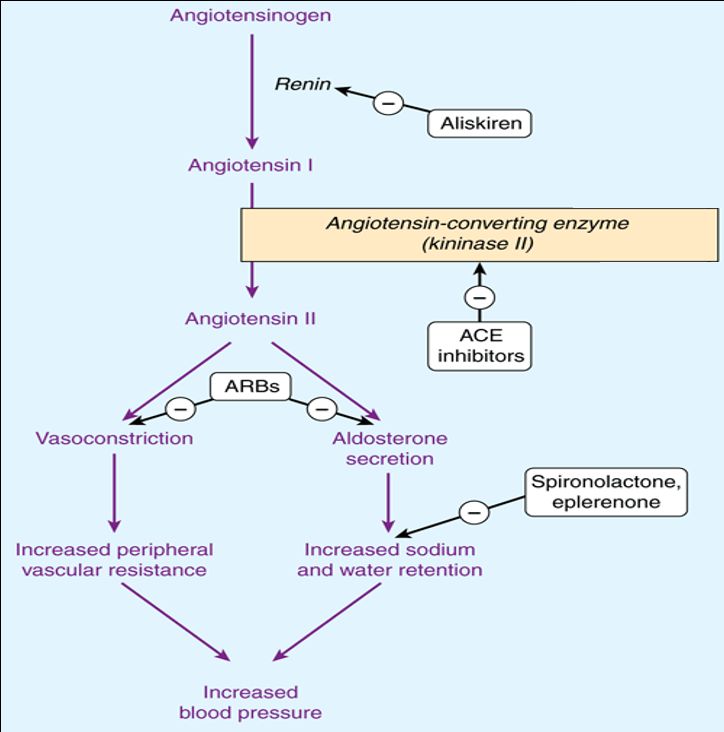 Angiotensinogen
Renin
−
Aliskiren
Angiotensin I
Angiotensin-converting enzyme
(kininase II)
−
ACE
inhibitors
Angiotensin II
ARBs
−
−
Vasoconstriction
Aldosterone
secretion
Spironolactone,
eplerenone
−
Increased peripheral
vascular resistance
Increased sodium
and water retention
Increased
blood pressure